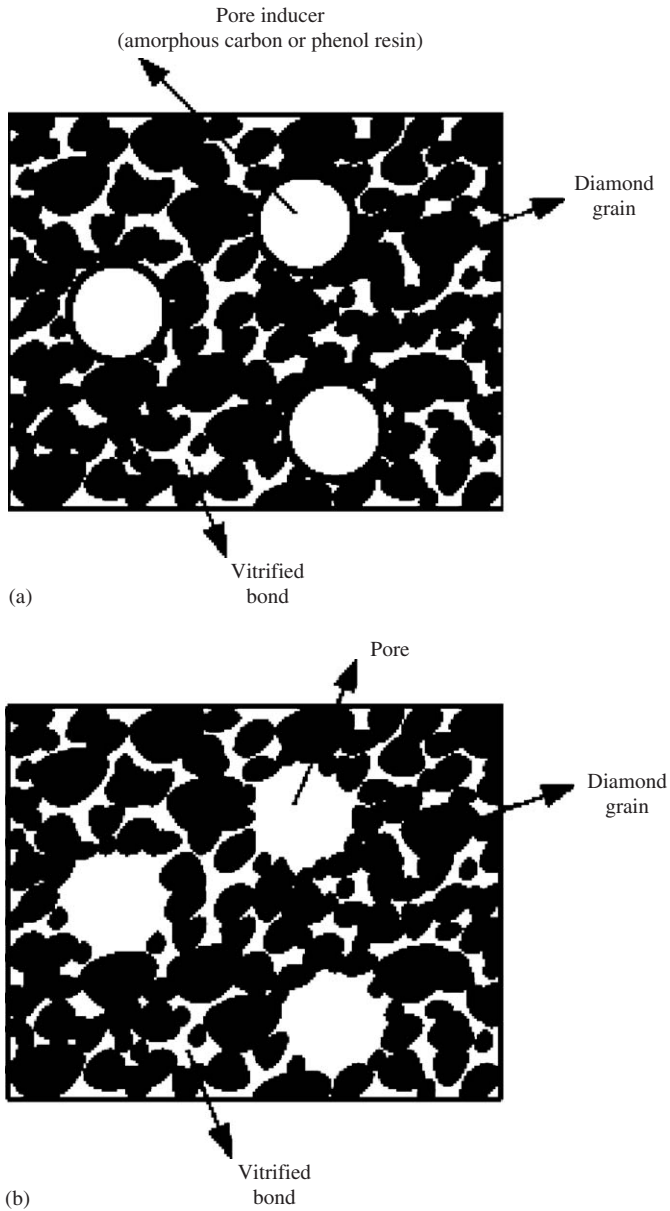 Pore inducer
(amorphous carbon or phenol resin)
Diamond
grain
Vitrified
bond
(a)
Pore
Diamond
grain
Vitrified
bond
(b)